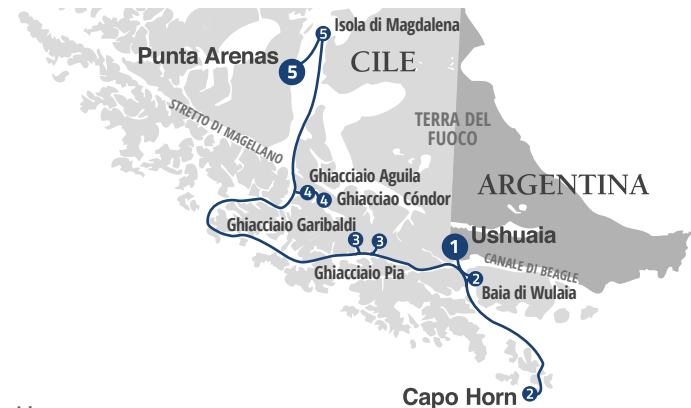 Isola di Magdalena
5
Punta Arenas
5
CILE
STRETTO DI MAGELLANO
TERRA DEL
FUOCO
Ghiacciaio Aguila
4
4
Ghiacciao Cóndor
ARGENTINA
Ghiacciaio Garibaldi
3
3
1
Ushuaia
Ghiacciaio Pia
CANALE DI BEAGLE
2
Baia di Wulaia
Capo Horn
2